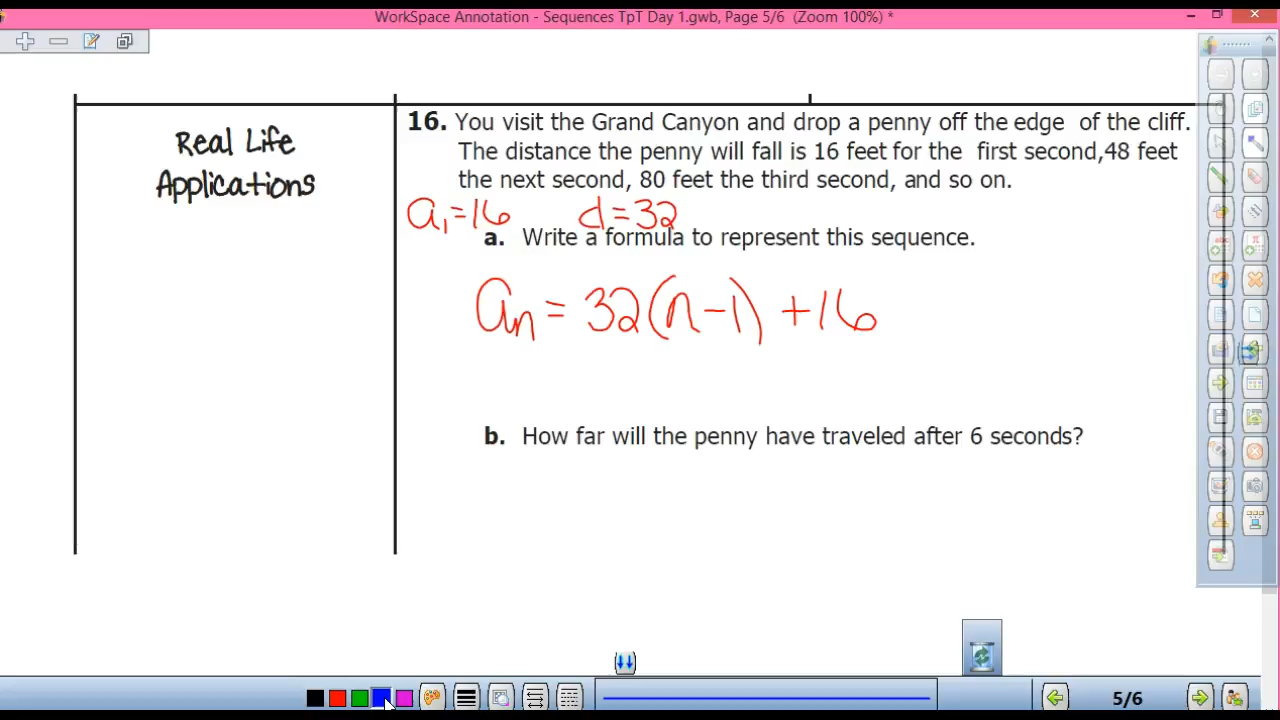 WorkSpace Annotation - Sequences TpT Day 1.gwb, Page 5/6 (Zoom 100%) *
Real Life
Applications
16. You visit the Grand Canyon and drop a penny off the edge of the cliff.
The distance the penny will fall is 16 feet for the first second,48 feet
the next second, 80 feet the third second, and so on.
a₁=16 d=32
a. Write a formula to represent this sequence.
aₙ = 32(n-1) +16
b. How far will the penny have traveled after 6 seconds?
5/6